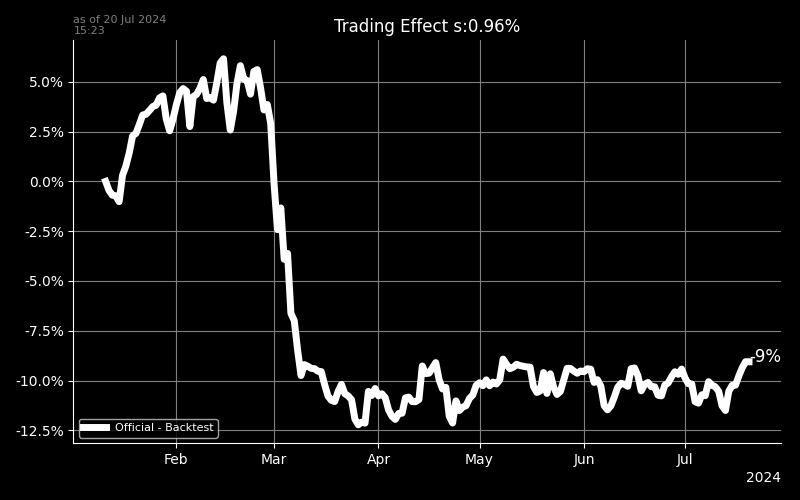 as of 20 Jul 2024
15:23
Trading Effect s:0.96%
5.0%
2.5%
0.0%
-2.5%
-5.0%
-7.5%
-10.0%
-12.5%
-9%
Official - Backtest
Feb
Mar
Apr
May
Jun
Jul
2024